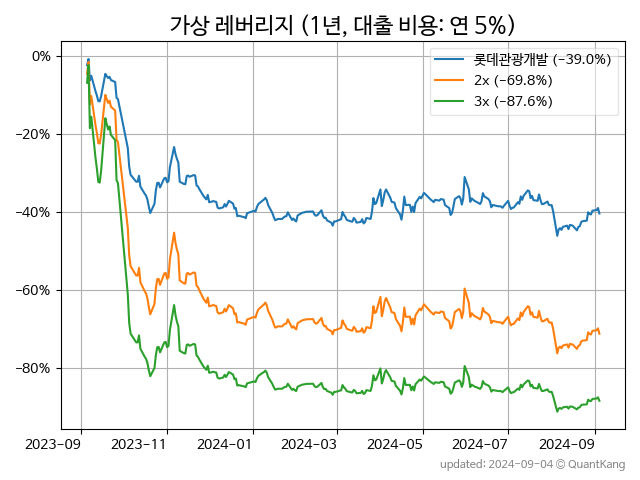 가상 레버리지 (1년, 대출 비용: 연 5%)
롯데관광개발 (−39.0%)
2x (−69.8%)
3x (−87.6%)
0%
−20%
−40%
−60%
−80%
2023-09 2023-11 2024-01 2024-03 2024-05 2024-07 2024-09
updated: 2024-09-04 © QuantKang